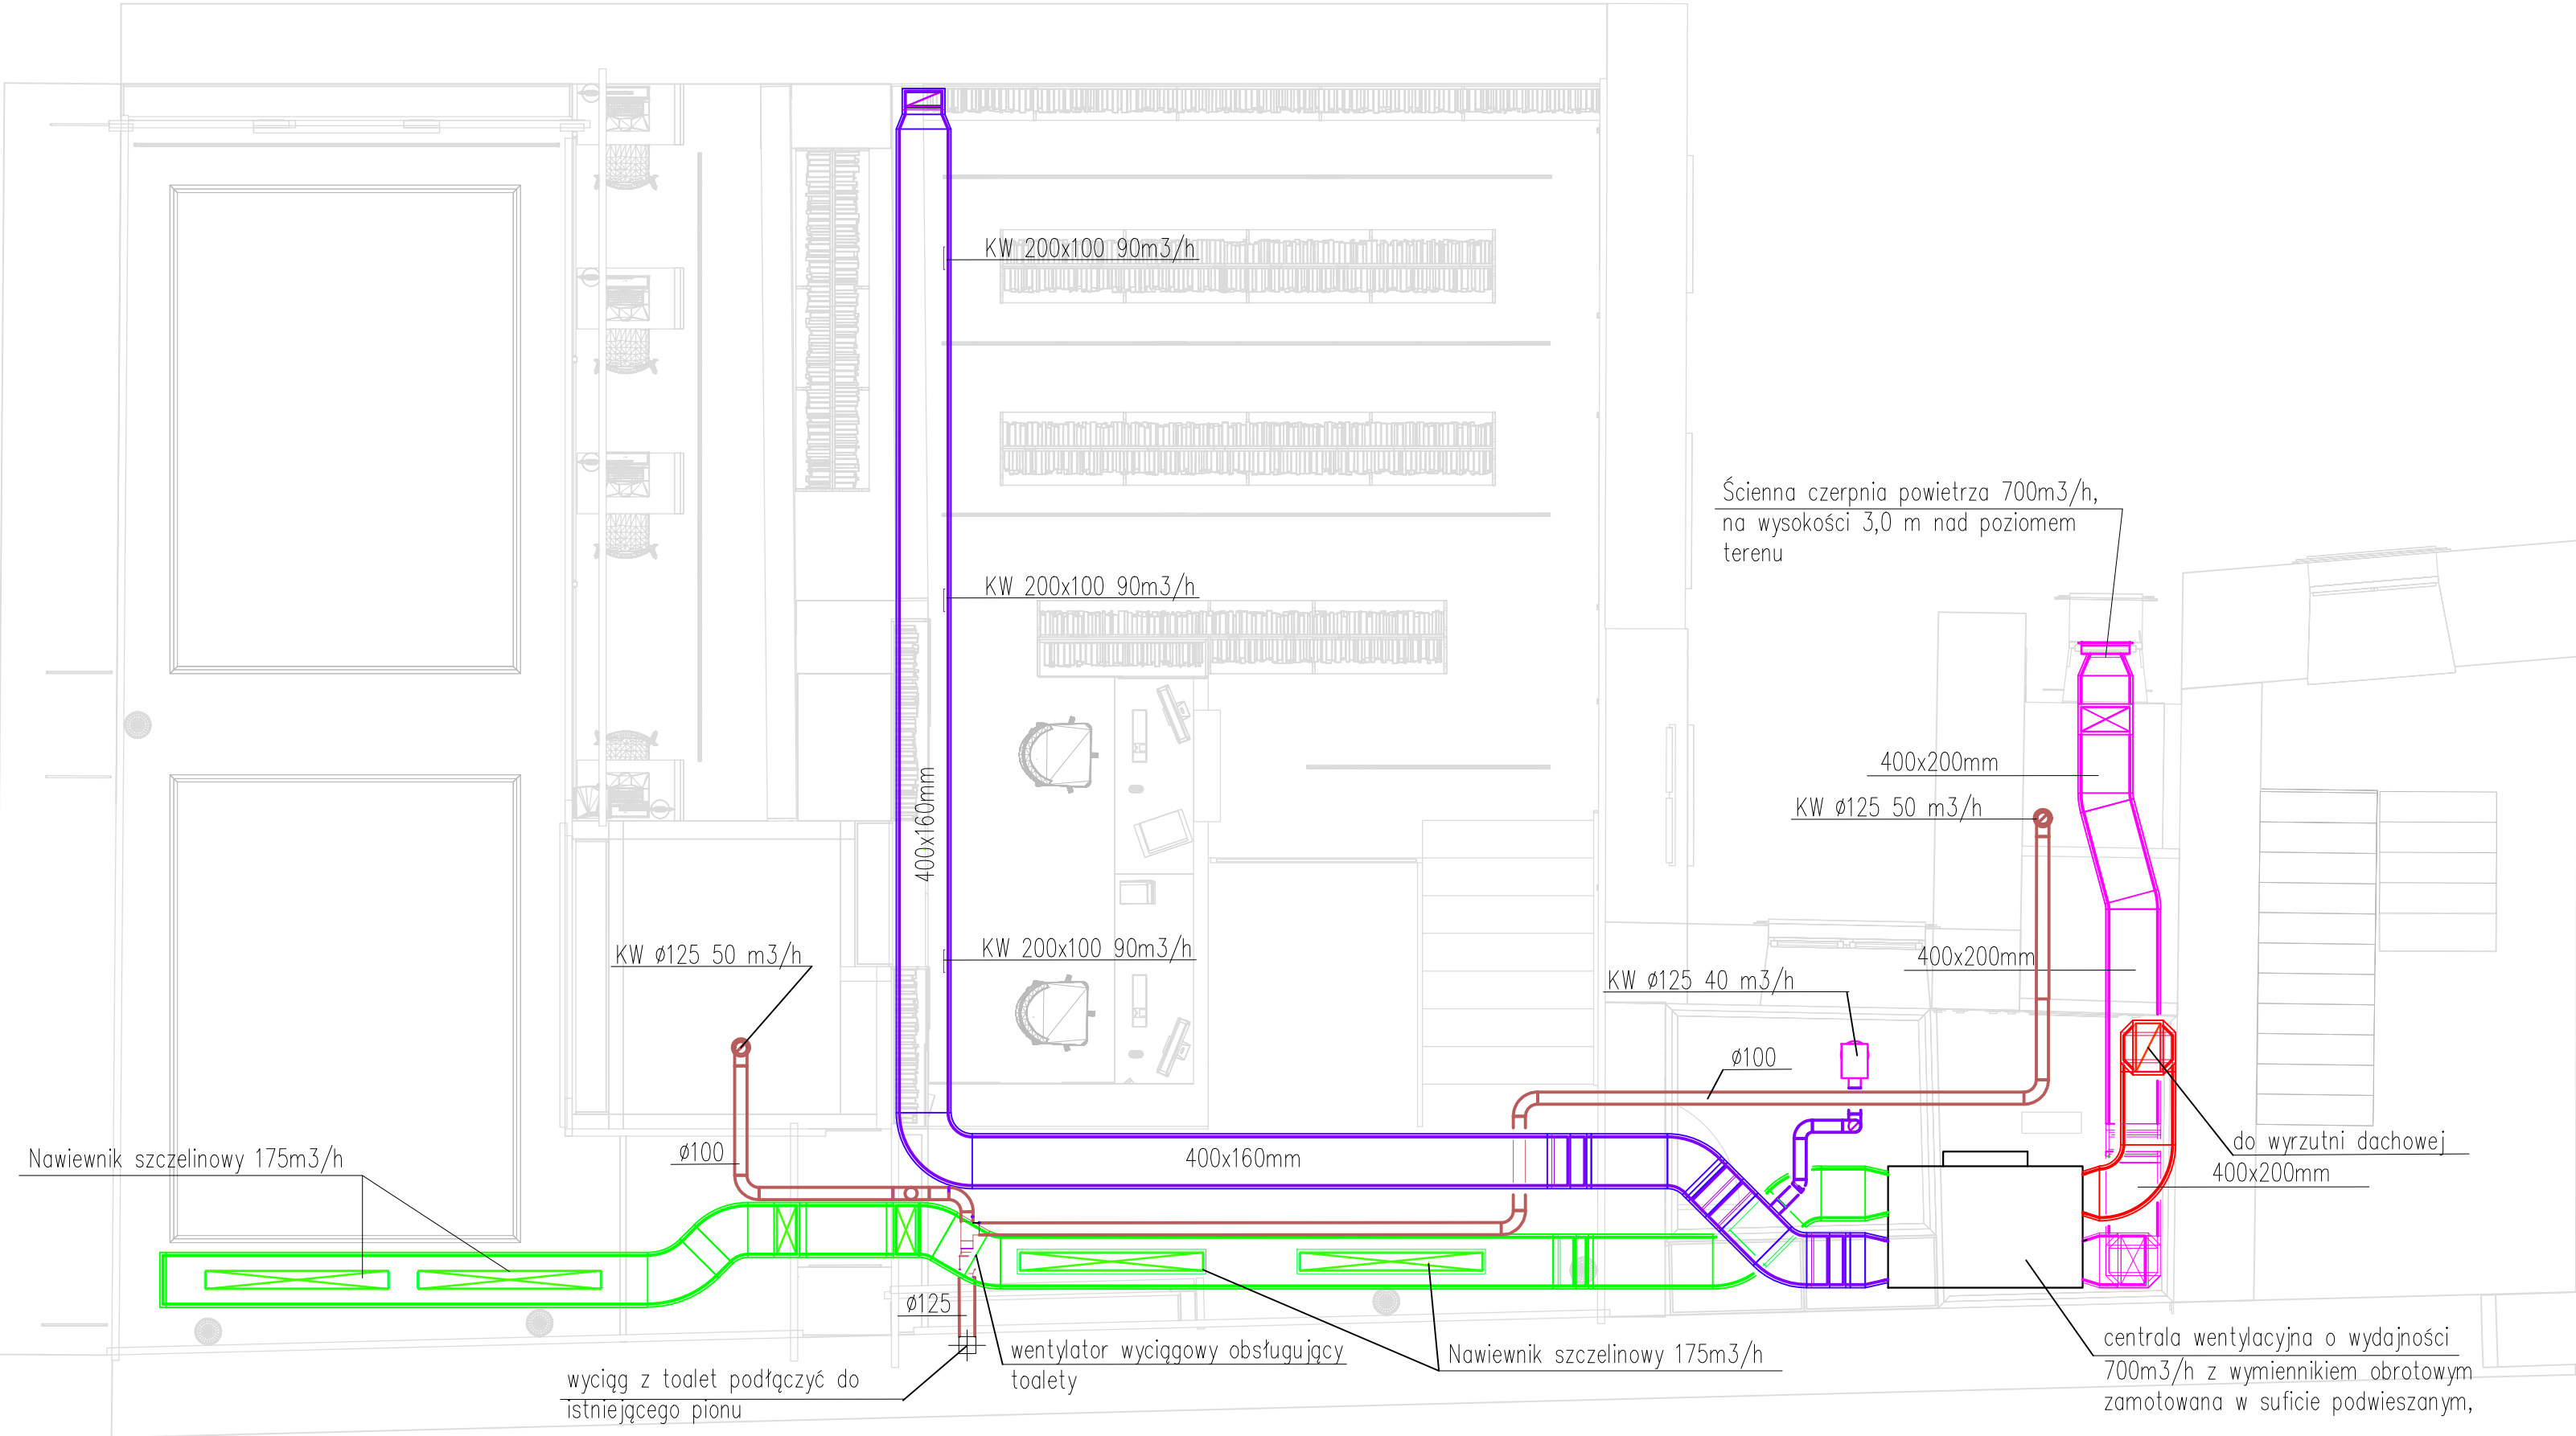 KW 200x100 90m3/h
Ścienna czerpnia powietrza 700m3/h,
na wysokości 3,0 m nad poziomem
terenu
KW 200x100 90m3/h
400x200mm
KW ø125 50 m3/h
400x160mm
KW ø125 50 m3/h
KW 200x100 90m3/h
400x200mm
KW ø125 40 m3/h
ø100
Nawiewnik szczelinowy 175m3/h
ø100
400x160mm
do wyrzutni dachowej
400x200mm
ø125
wentylator wyciągowy obsługujący
toalety
Nawiewnik szczelinowy 175m3/h
wyciąg z toalet podłączyć do
istniejącego pionu
centrala wentylacyjna o wydajności
700m3/h z wymiennikiem obrotowym
zamotowana w suficie podwieszanym,